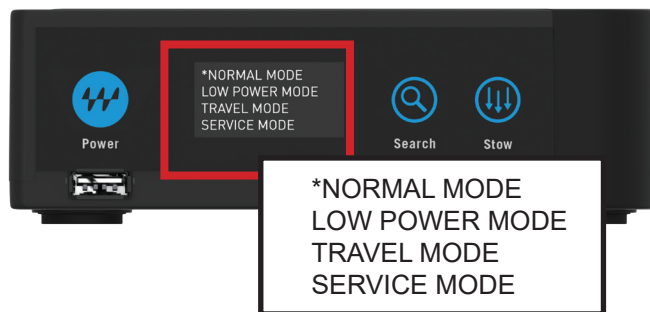 *NORMAL MODE
LOW POWER MODE
TRAVEL MODE
SERVICE MODE
Power
Search
Stow
*NORMAL MODE
LOW POWER MODE
TRAVEL MODE
SERVICE MODE